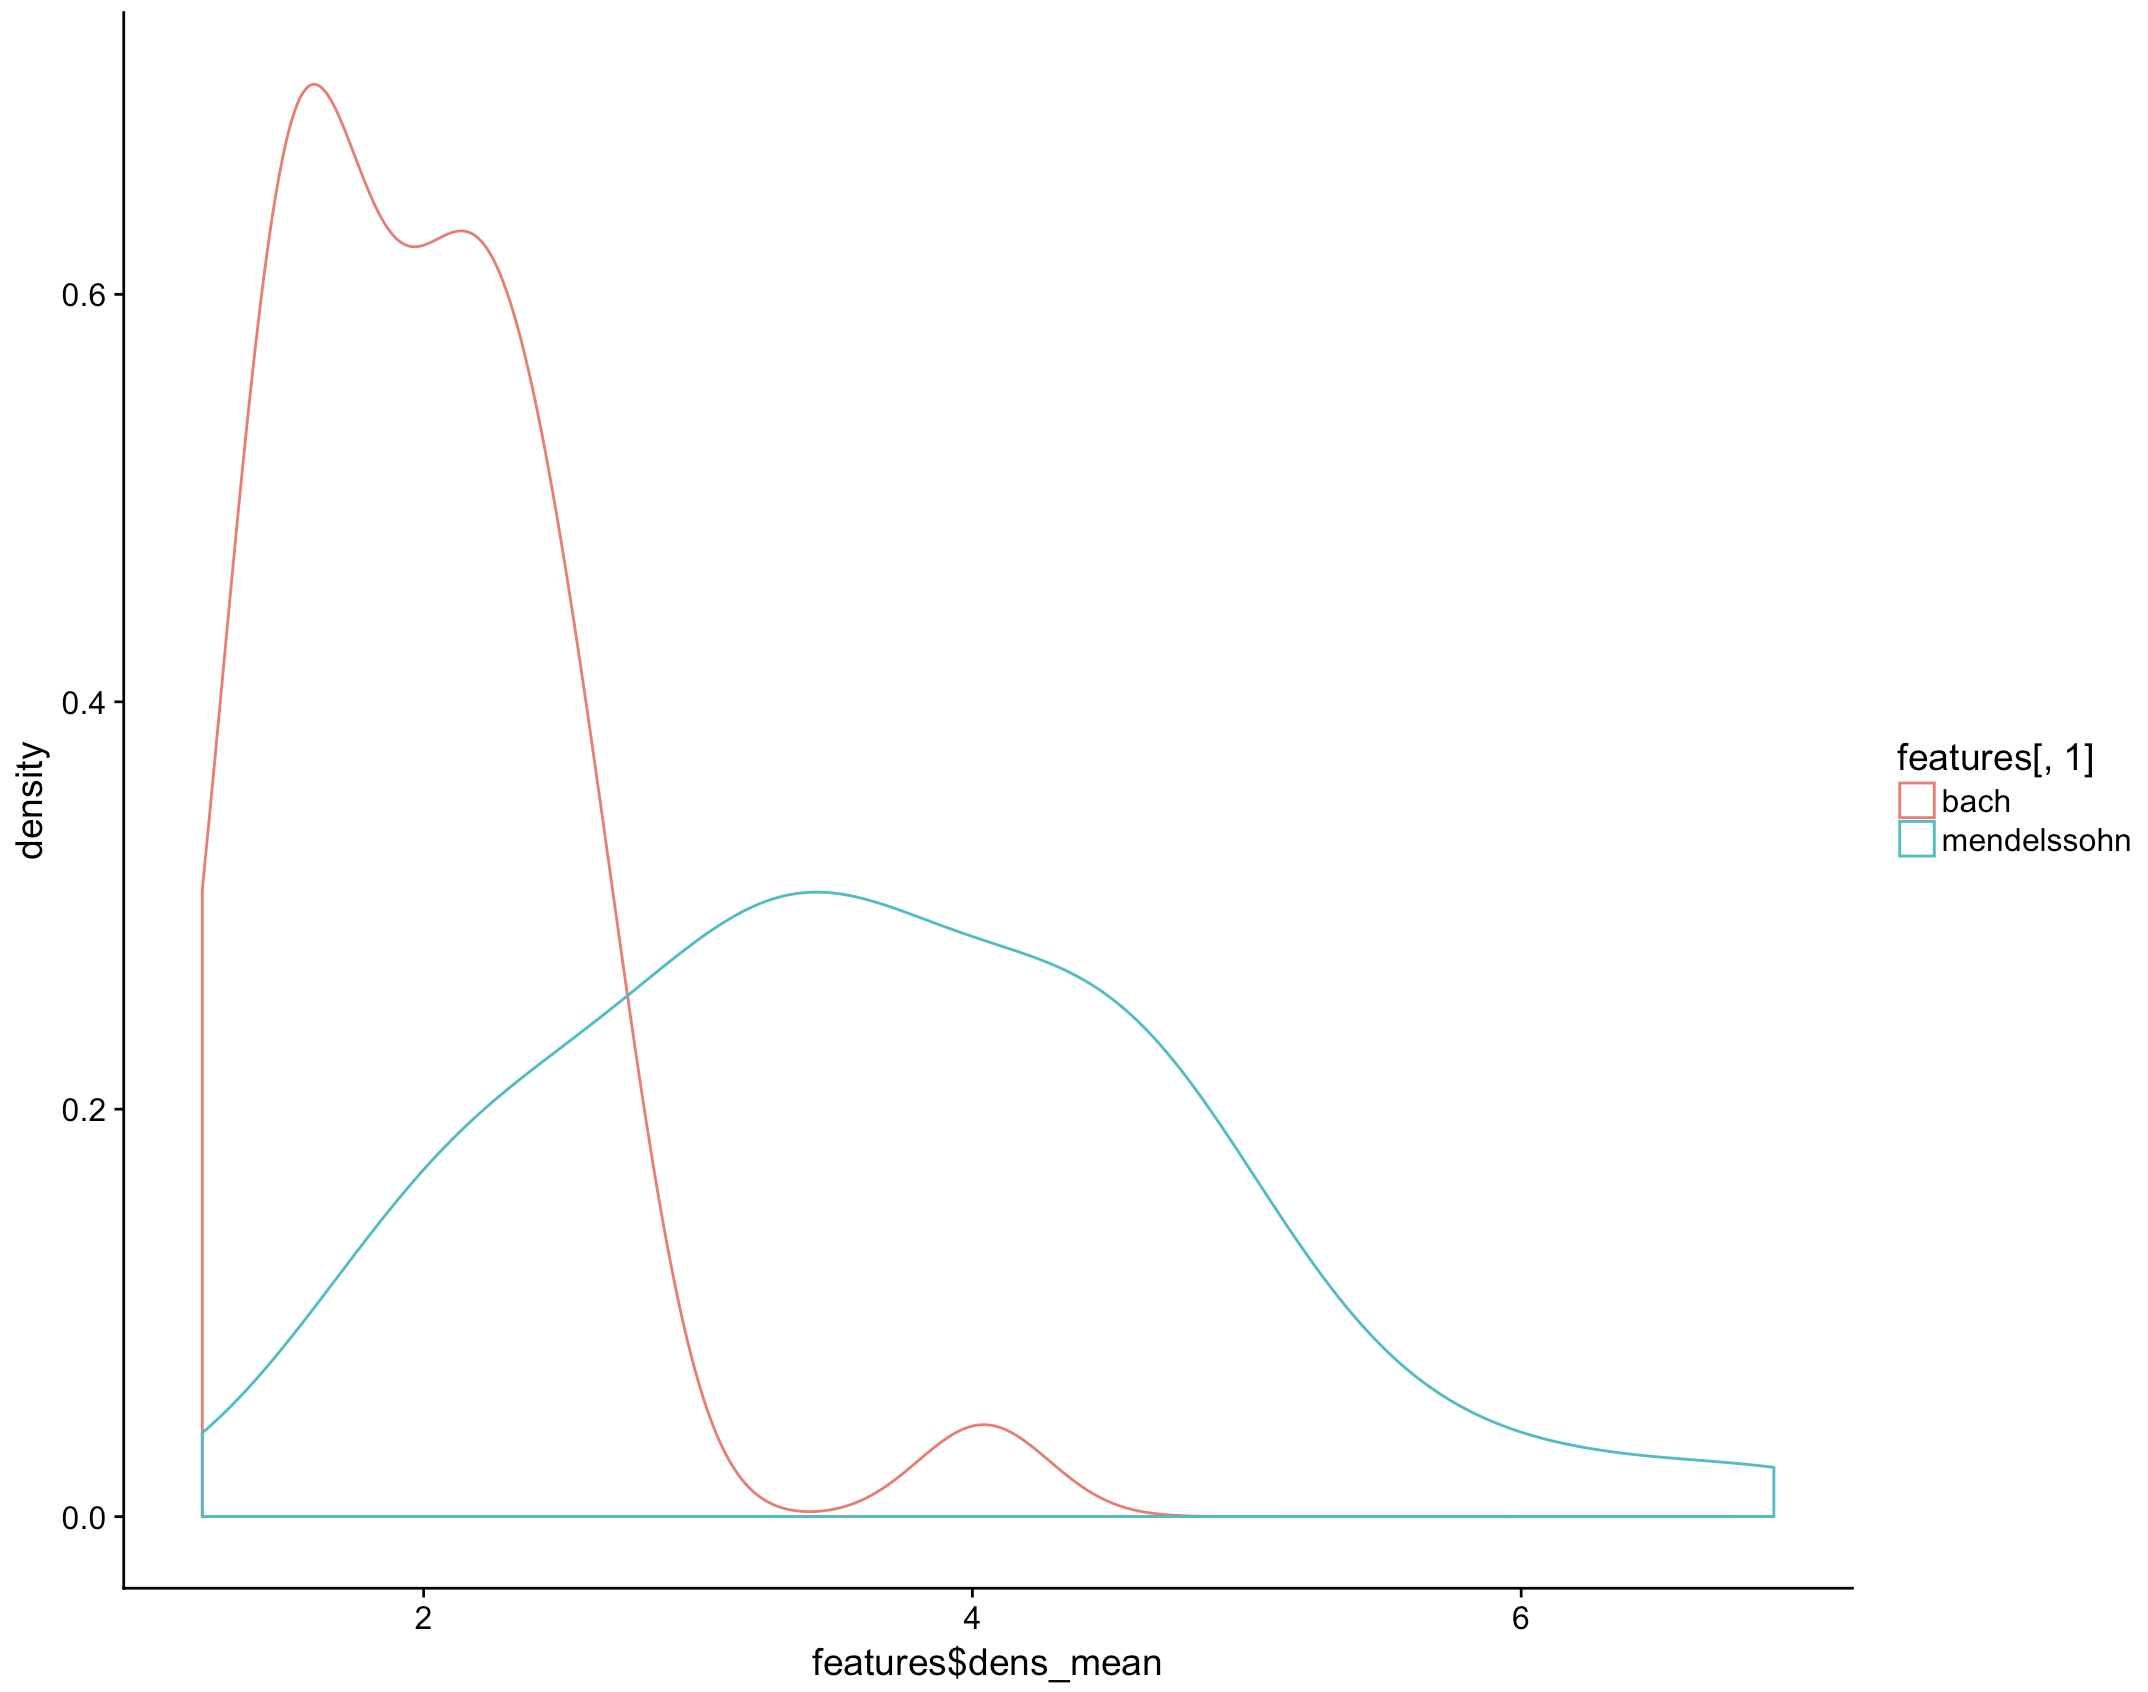 density
0.6
0.4
0.2
0.0
2 4 6
features$dens_mean
features[, 1]
bach
mendelssohn